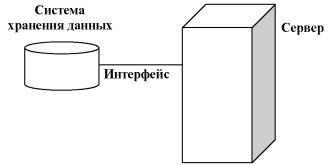 Система
хранения данных
Сервер
Интерфейс